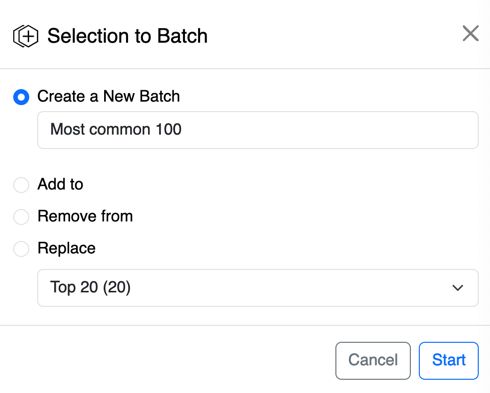 Selection to Batch
Create a New Batch
Most common 100
Add to
Remove from
Replace
Top 20 (20)
Cancel Start